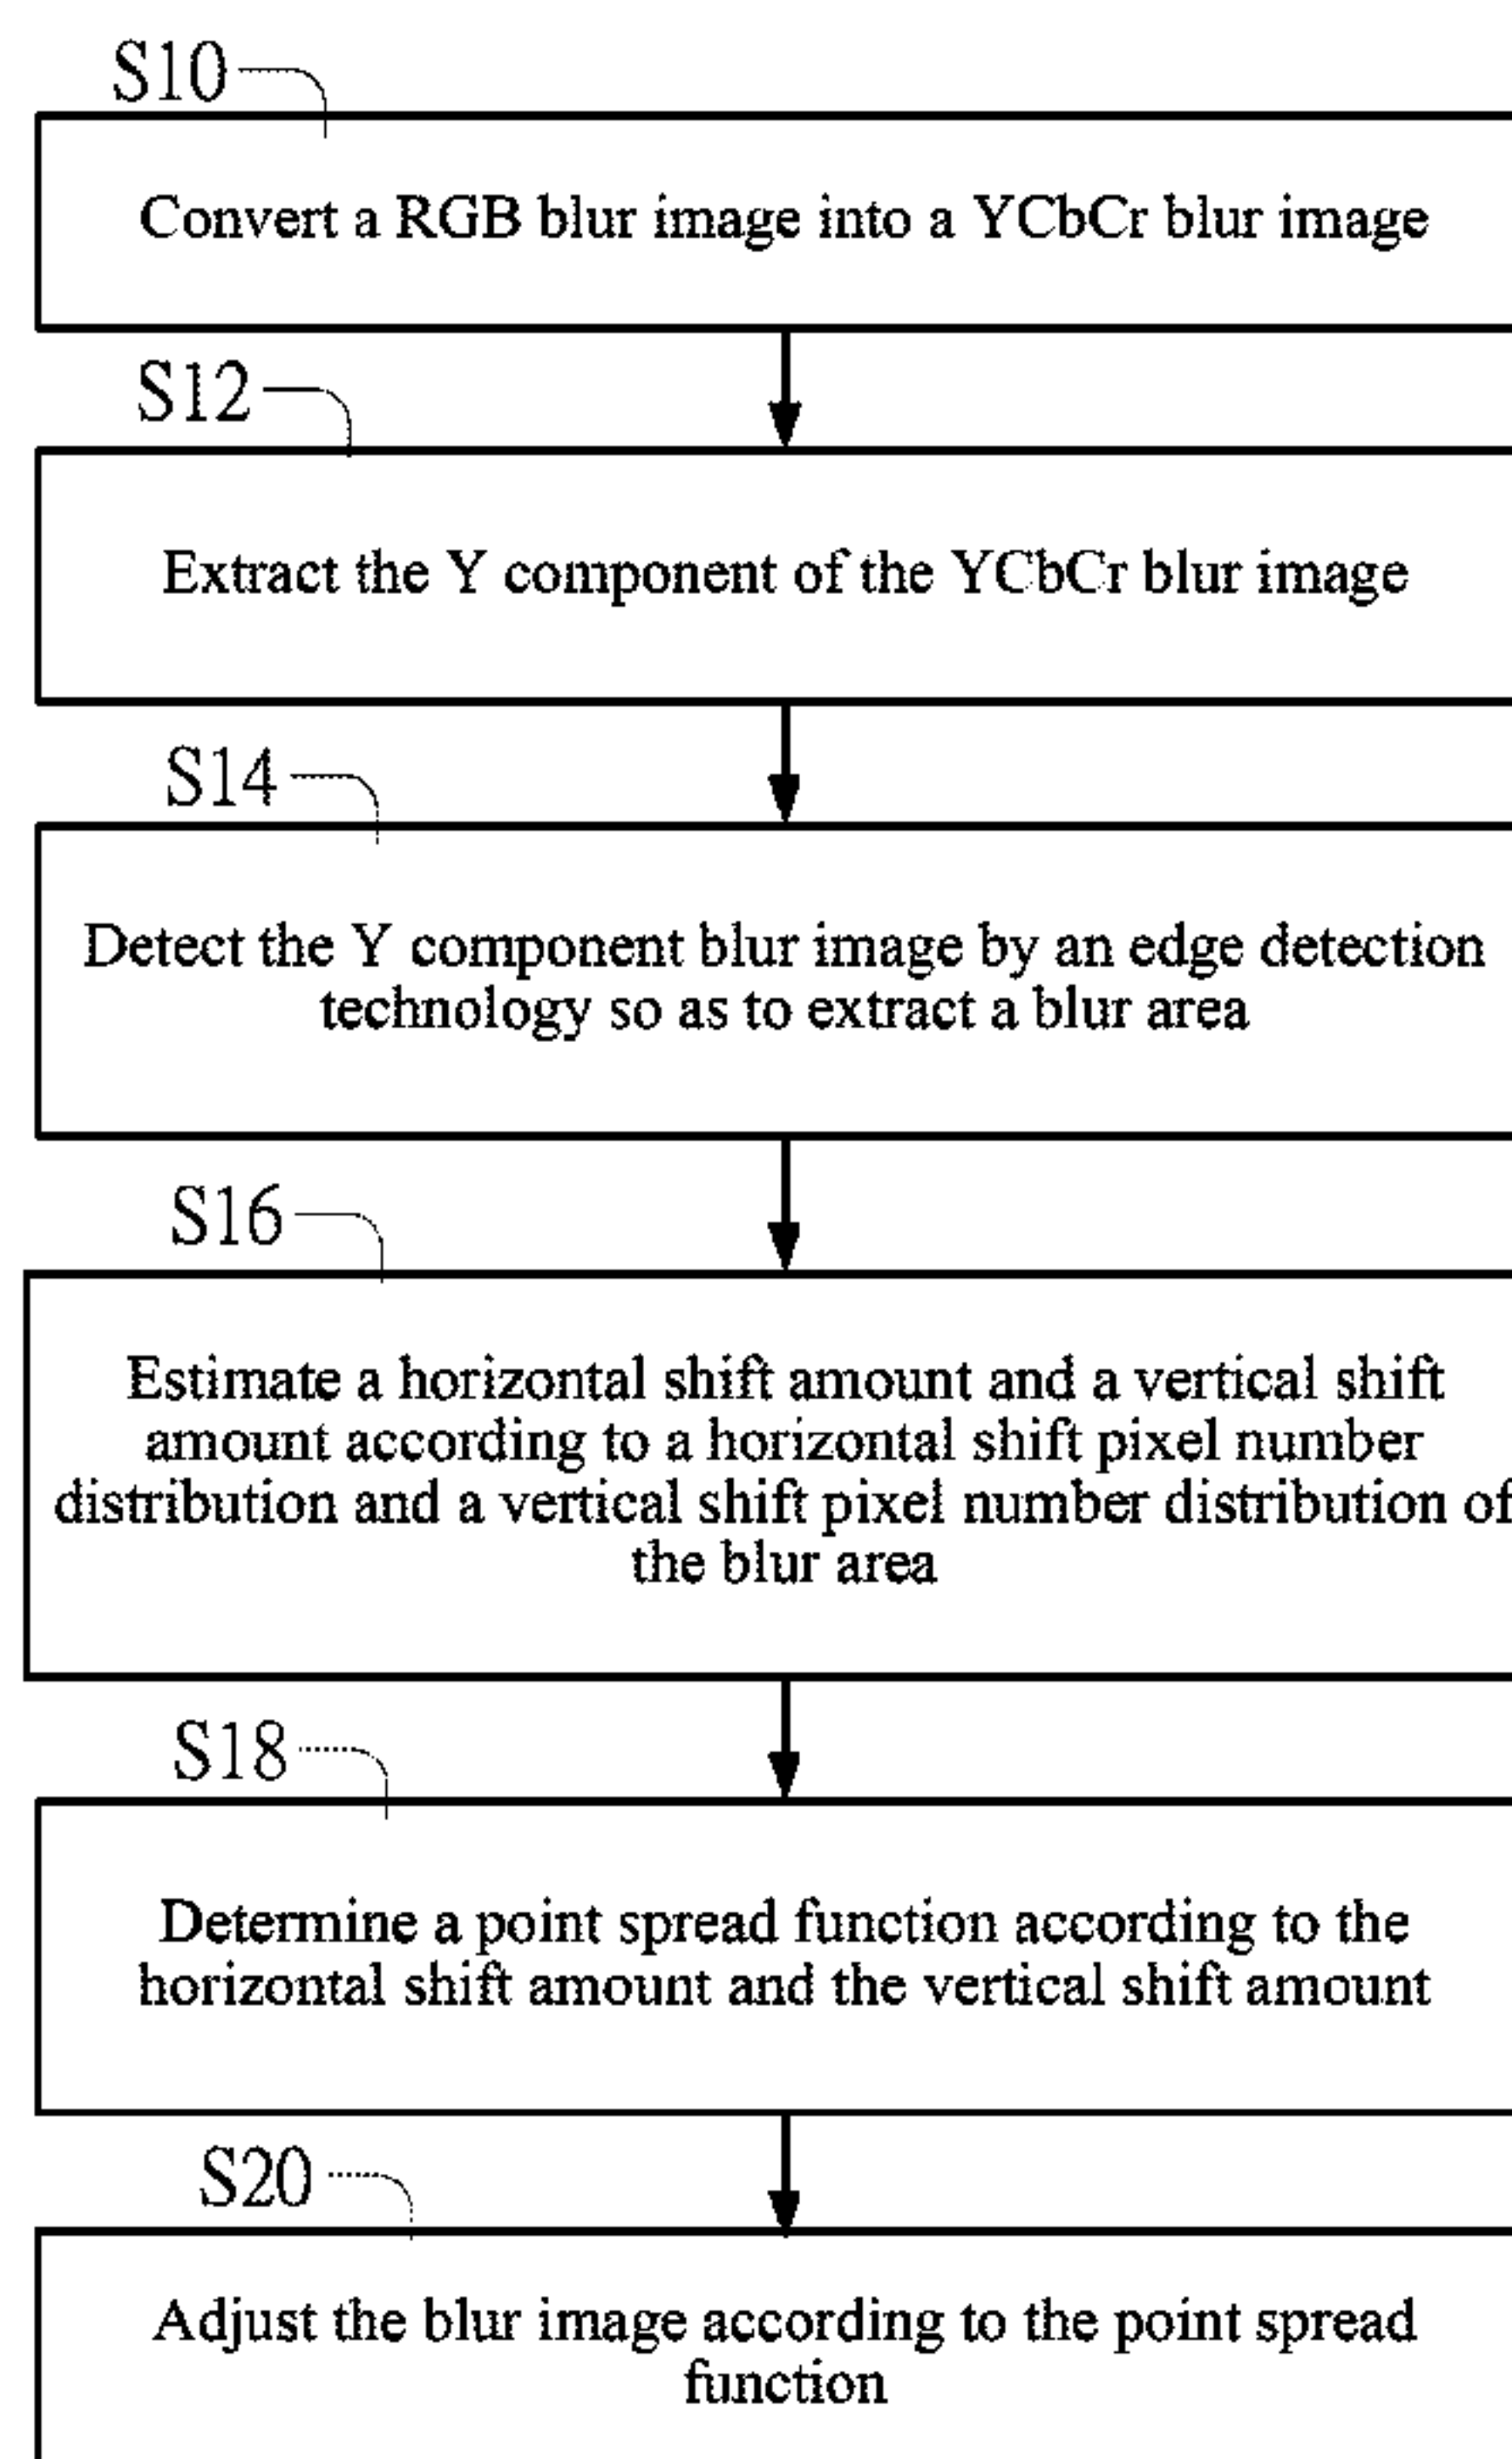 S10
Convert a RGB blur image into a YCbCr blur image
S12
Extract the Y component of the YCbCr blur image
S14
Detect the Y component blur image by an edge detection
technology so as to extract a blur area
S16
Estimate a horizontal shift amount and a vertical shift
amount according to a horizontal shift pixel number
distribution and a vertical shift pixel number distribution of
the blur area
S18
Determine a point spread function according to the
horizontal shift amount and the vertical shift amount
S20
Adjust the blur image according to the point spread
function